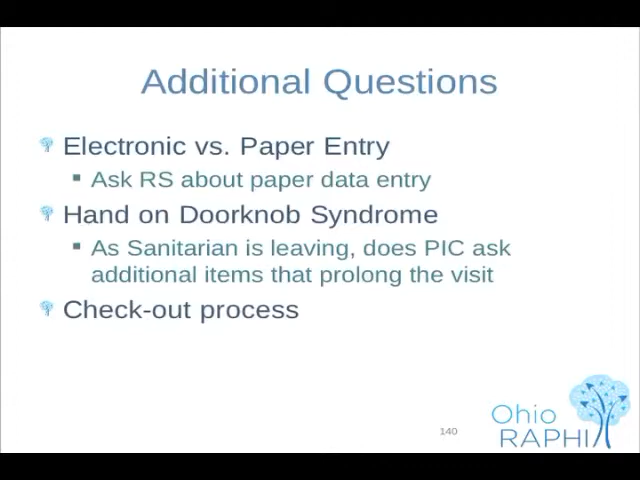 Additional Questions
Electronic vs. Paper Entry
Ask RS about paper data entry
Hand on Doorknob Syndrome
As Sanitarian is leaving, does PIC ask
additional items that prolong the visit
Check-out process
140
Ohio
RAPHI